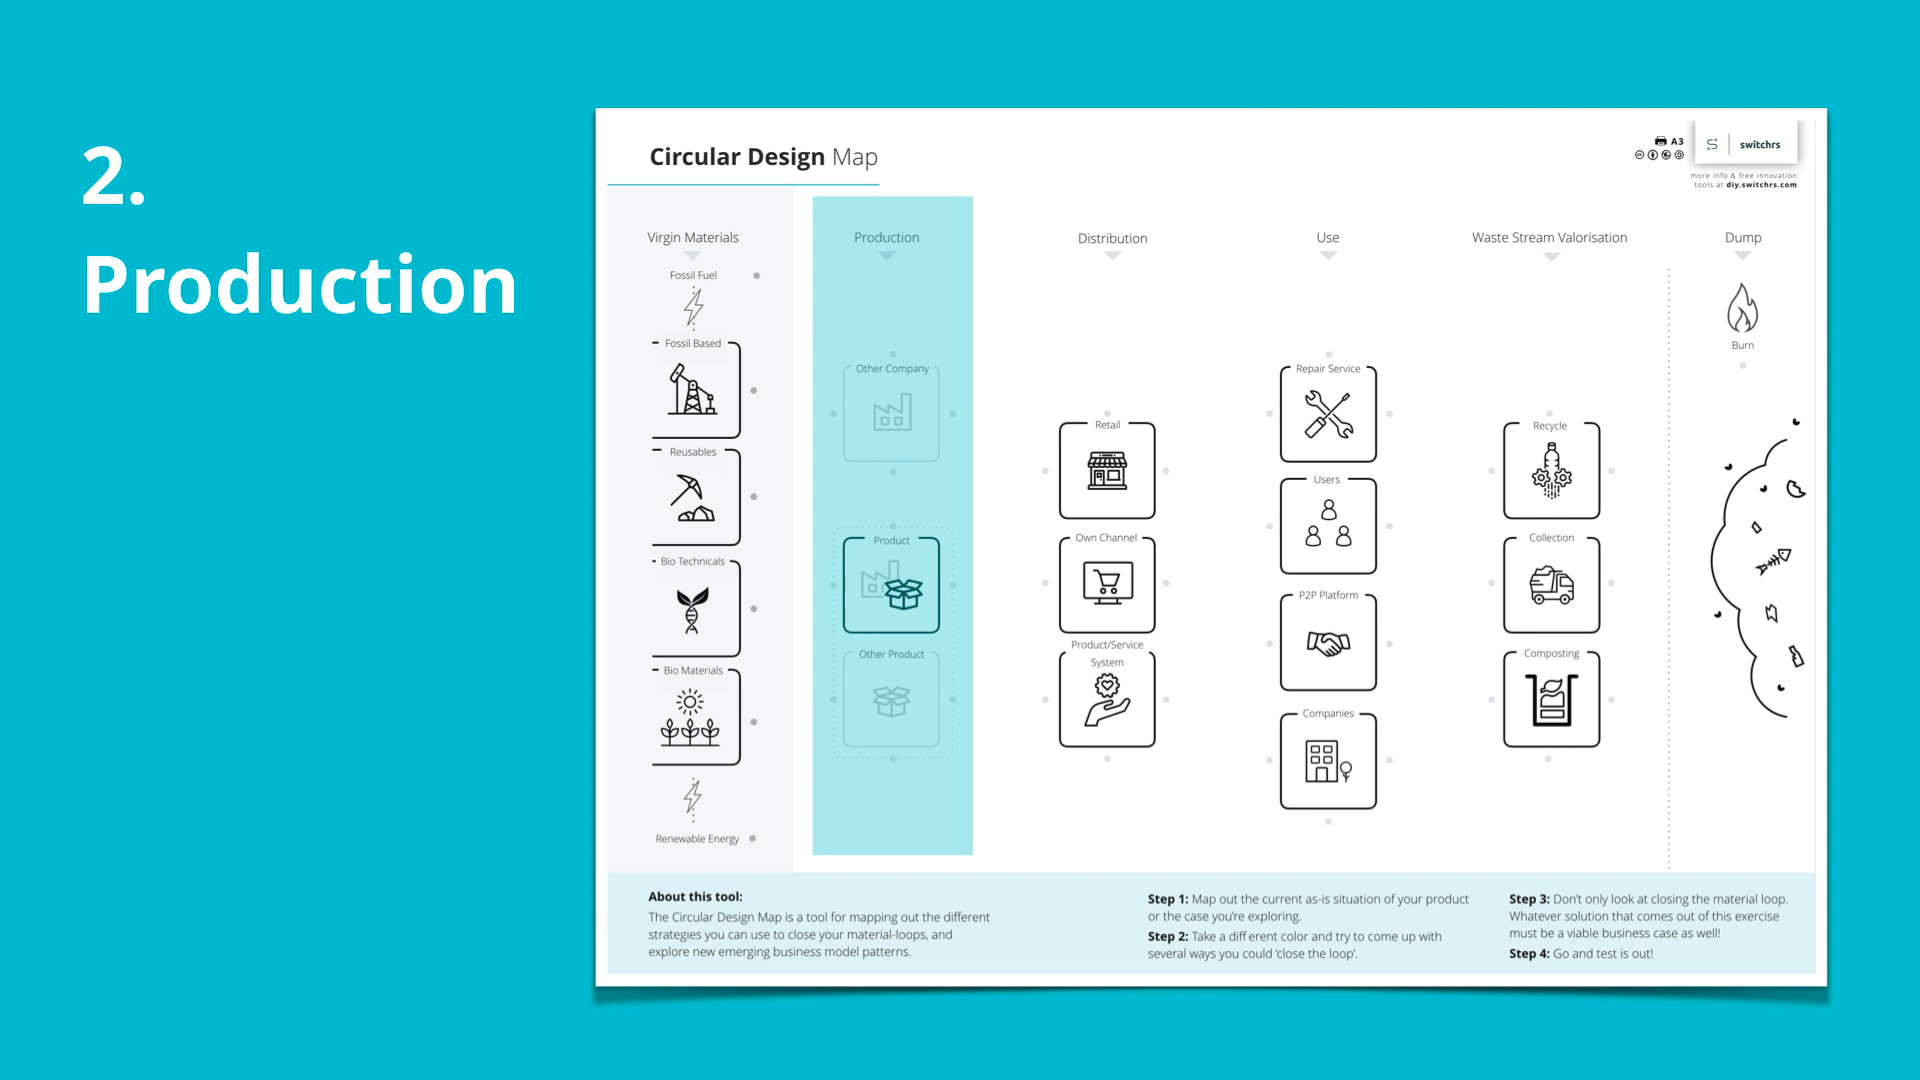 2.
Production
Circular Design Map
A3
switchrs
more info & free innovation
tools at diy.switchrs.com
Virgin Materials
Production
Distribution
Use
Waste Stream Valorisation
Dump
Fossil Fuel
Fossil Based
Reusables
Bio Technicals
Bio Materials
Renewable Energy
Other Company
Product
Other Product
Retail
Own Channel
Product/Service
System
Repair Service
Users
P2P Platform
Companies
Recycle
Collection
Composting
Burn
About this tool:
The Circular Design Map is a tool for mapping out the different
strategies you can use to close your material-loops, and
explore new emerging business model patterns.
Step 1: Map out the current as-is situation of your product
or the case you're exploring.
Step 2: Take a diff erent color and try to come up with
several ways you could 'close the loop'.
Step 3: Don't only look at closing the material loop.
Whatever solution that comes out of this exercise
must be a viable business case as well!
Step 4: Go and test is out!